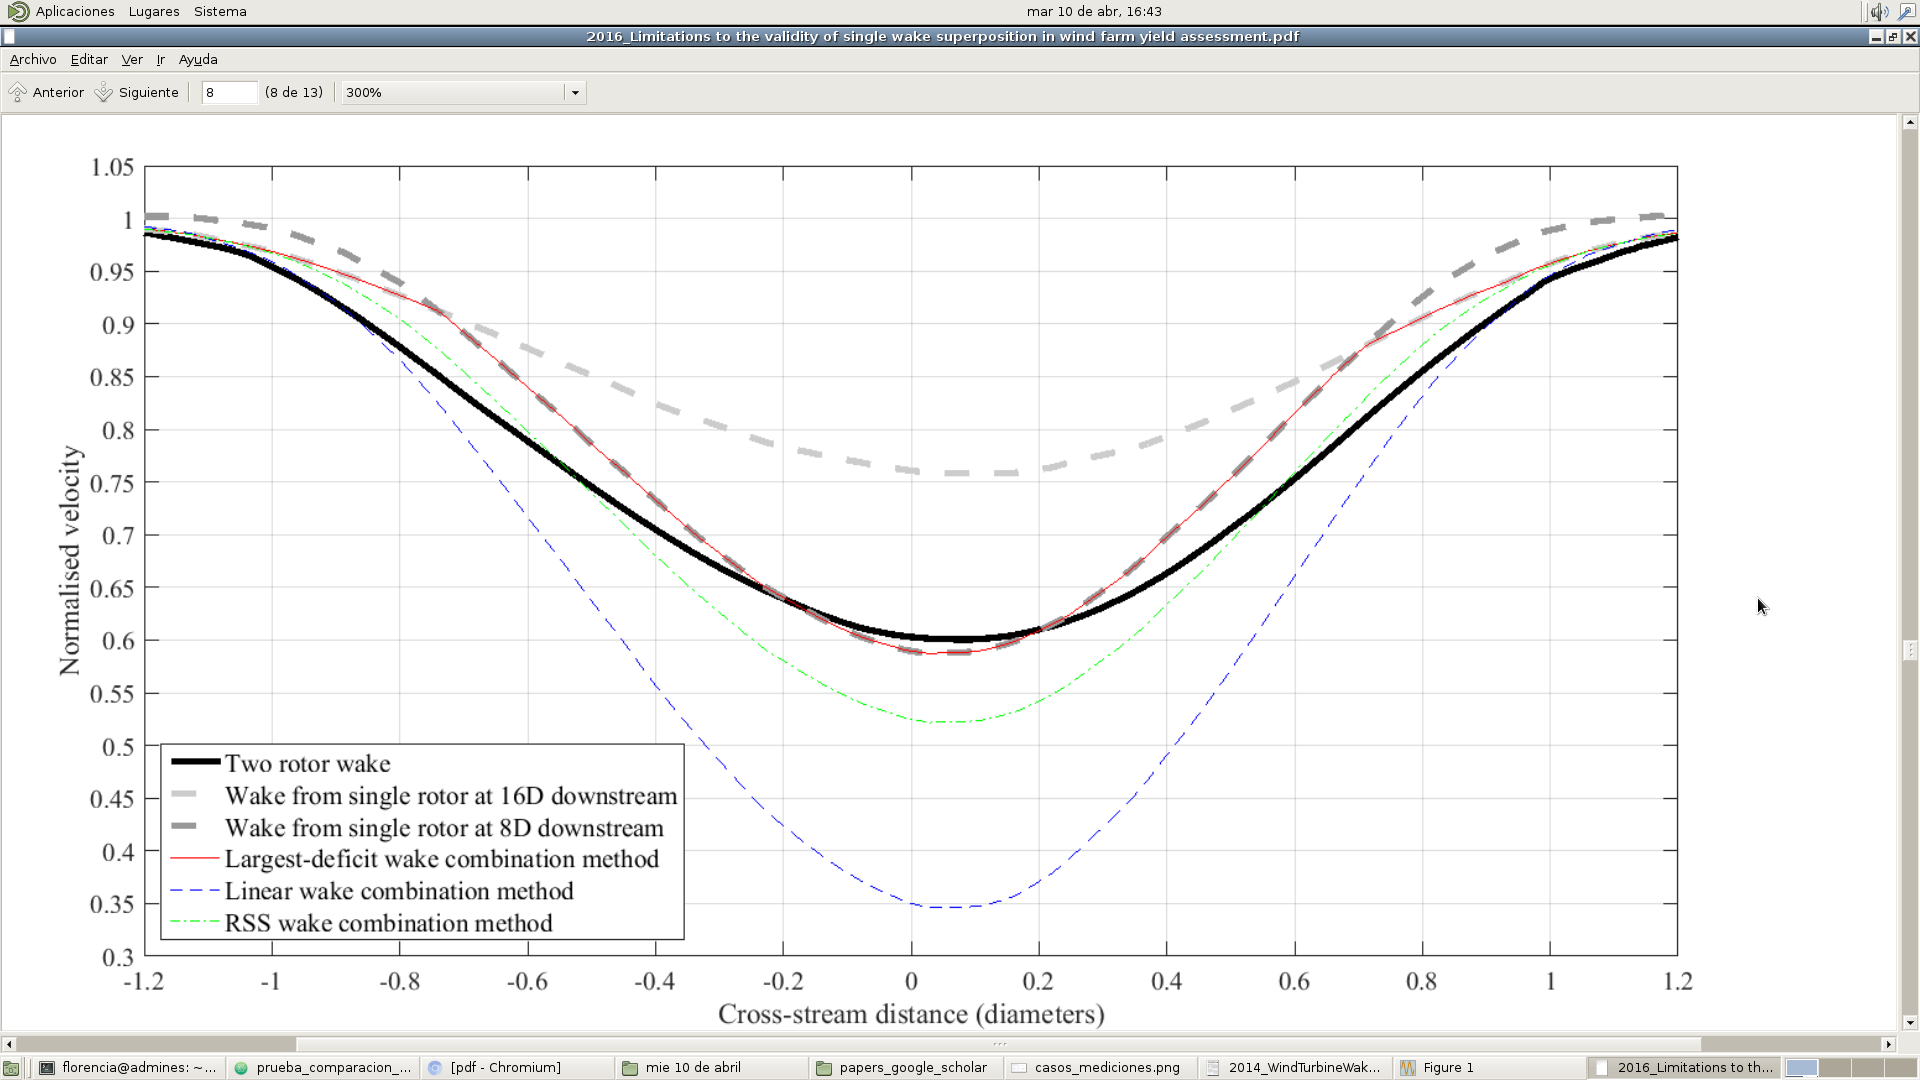 Aplicaciones Lugares Sistema mar 10 de abr, 16:43
2016_Limitations to the validity of single wake superposition in wind farm yield assessment.pdf
Archivo Editar Ver Ir Ayuda
Anterior Siguiente 8 (8 de 13) 300%
1.05
1
0.95
0.9
0.85
0.8
0.75
0.7
0.65
0.6
0.55
0.5
0.45
0.4
0.35
0.3
Normalised velocity
Two rotor wake
Wake from single rotor at 16D downstream
Wake from single rotor at 8D downstream
Largest-deficit wake combination method
Linear wake combination method
RSS wake combination method
-1.2 -1 -0.8 -0.6 -0.4 -0.2 0 0.2 0.4 0.6 0.8 1 1.2
Cross-stream distance (diameters)
florencia@admines: ~... prueba_comparacion_... [pdf - Chromium] mie 10 de abril papers_google_scholar casos_mediciones.png 2014_WindTurbineWak... Figure 1 2016_Limitations to th...